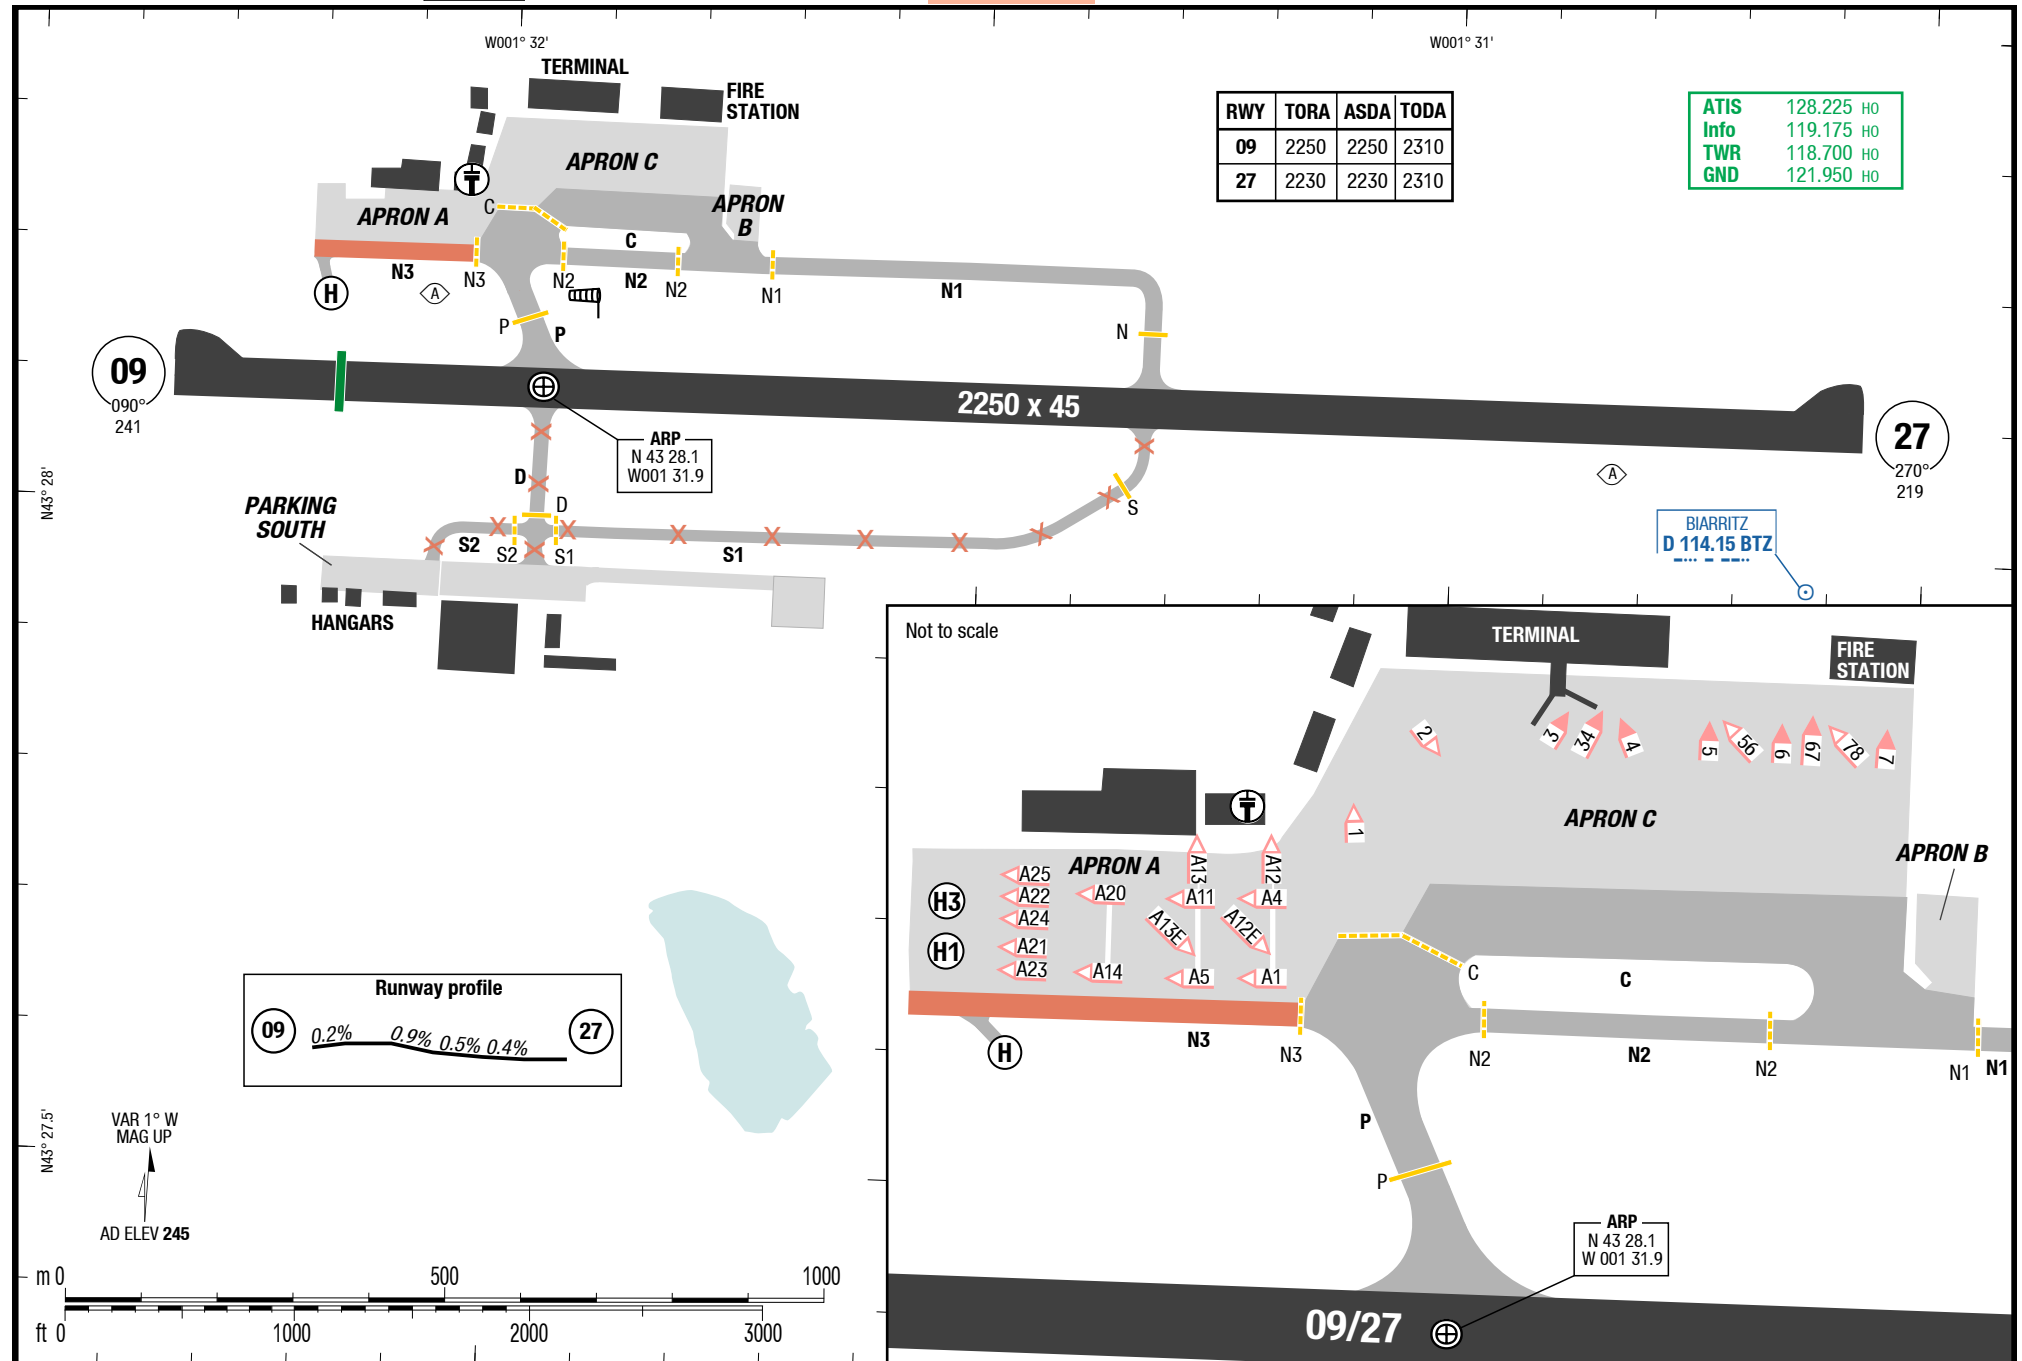 W001° 32'
W001° 31'
TERMINAL
FIRE
STATION
APRON C
APRON A
APRON
B
C
C
N3
N3
N2
N2
N2
N1
N1
H
A
P
P
N
RWY TORA ASDA TODA
09 2250 2250 2310
27 2230 2230 2310
ATIS 128.225 HO
Info 119.175 HO
TWR 118.700 HO
GND 121.950 HO
09
090°
241
2250 x 45
27
270°
219
A
ARP
N 43 28.1
W001 31.9
N43° 28'
D
D
S
PARKING
SOUTH
S2
S2
S1
S1
HANGARS
BIARRITZ
D 114.15 BTZ
Not to scale
TERMINAL
FIRE
STATION
2
3
34
4
5
56
6
67
78
7
1
APRON C
APRON B
APRON A
A13
A12
A25
A22
A24
A21
A23
A20
A14
A11
A13E
A5
A4
A12E
A1
H3
H1
H
C
C
N3
N3
N2
N2
N2
N1
N1
P
P
ARP
N 43 28.1
W 001 31.9
09/27
Runway profile
09
0.2% 0.9% 0.5% 0.4%
27
N43° 27.5'
VAR 1° W
MAG UP
AD ELEV 245
m 0 500 1000
ft 0 1000 2000 3000